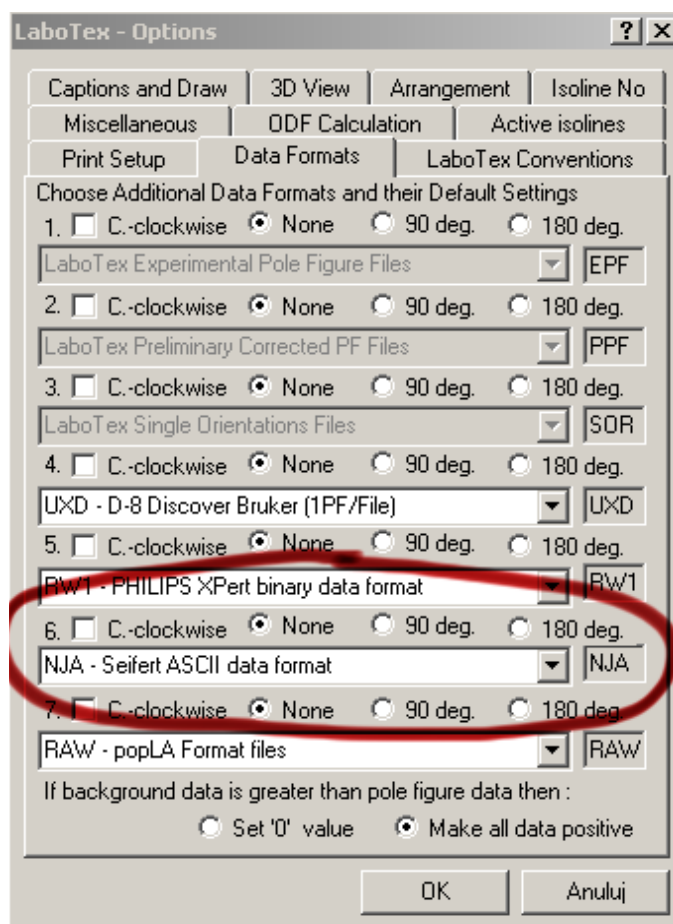 LaboTex - Options
Captions and Draw 3D View Arrangement Isoline No
Miscellaneous ODF Calculation Active isolines
Print Setup Data Formats LaboTex Conventions
Choose Additional Data Formats and their Default Settings
1. C.-clockwise None 90 deg. 180 deg.
LaboTex Experimental Pole Figure Files EPF
2. C.-clockwise None 90 deg. 180 deg.
LaboTex Preliminary Corrected PF Files PPF
3. C.-clockwise None 90 deg. 180 deg.
LaboTex Single Orientations Files SOR
4. C.-clockwise None 90 deg. 180 deg.
UXD - D-8 Discover Bruker (1PF/File) UXD
5. C.-clockwise None 90 deg. 180 deg.
RW1 - PHILIPS XPert binary data format RW1
6. C.-clockwise None 90 deg. 180 deg.
NJA - Seifert ASCII data format NJA
7. C.-clockwise None 90 deg. 180 deg.
RAW - popLA Format files RAW
If background data is greater than pole figure data then :
Set '0' value Make all data positive
OK Anuluj